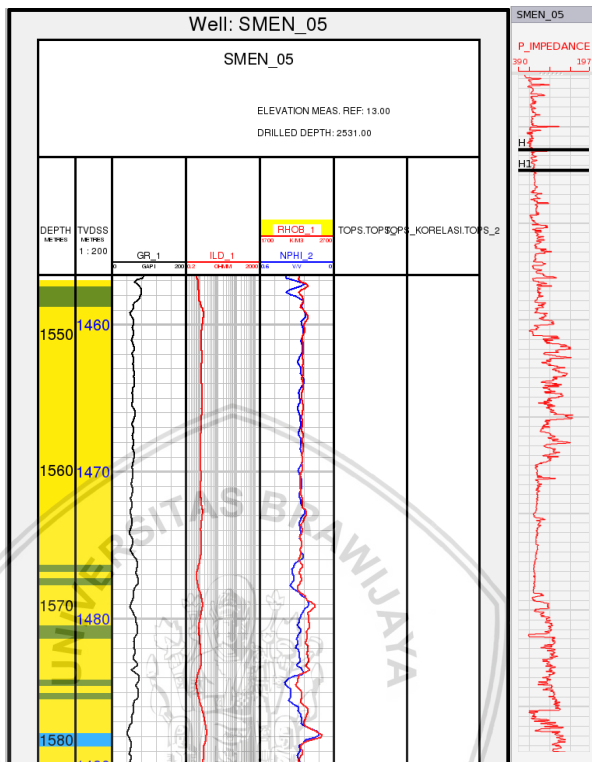 Well: SMEN_05
SMEN_05
ELEVATION MEAS. REF: 13.00
DRILLED DEPTH: 2531.00
DEPTH
METRES
TVDSS
METRES
1 : 200
GR_1
0 GAPI 200
ILD_1
0.2 OHMM 2000
RHOB_1
1700 K/M3 2700
NPHI_2
0.6 V/V 0
TOPS.TOPS
TOPS_KORELASI.TOPS_2
1550
1460
1560
1470
1570
1480
1580
UNIVERSITAS BRAWIJAYA
SMEN_05
P_IMPEDANCE
390 197
H
H1